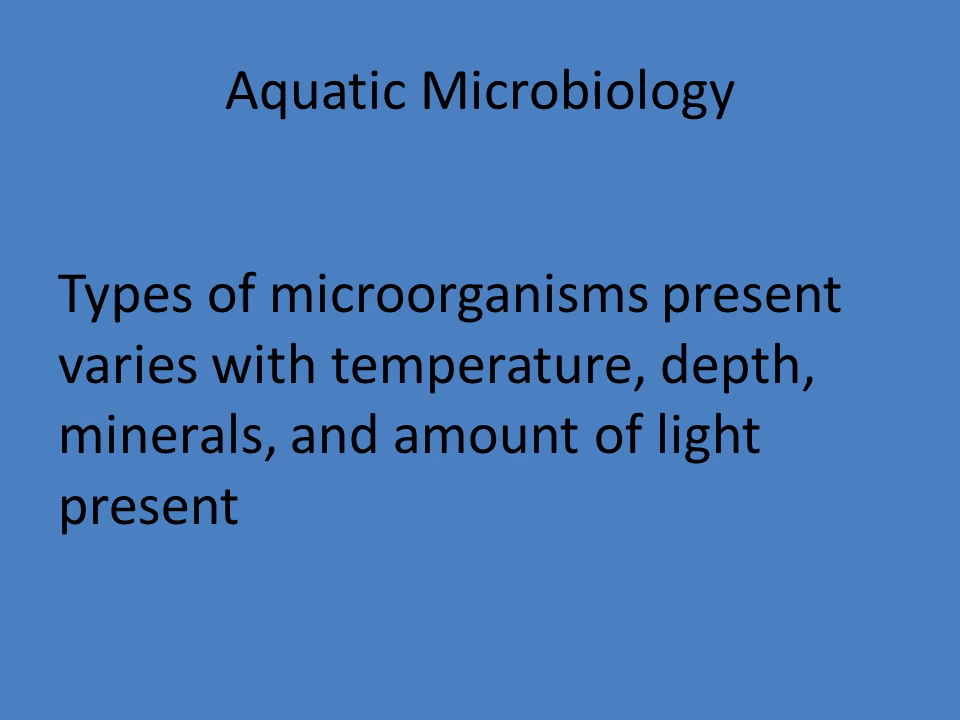 Aquatic Microbiology
Types of microorganisms present
varies with temperature, depth,
minerals, and amount of light
present